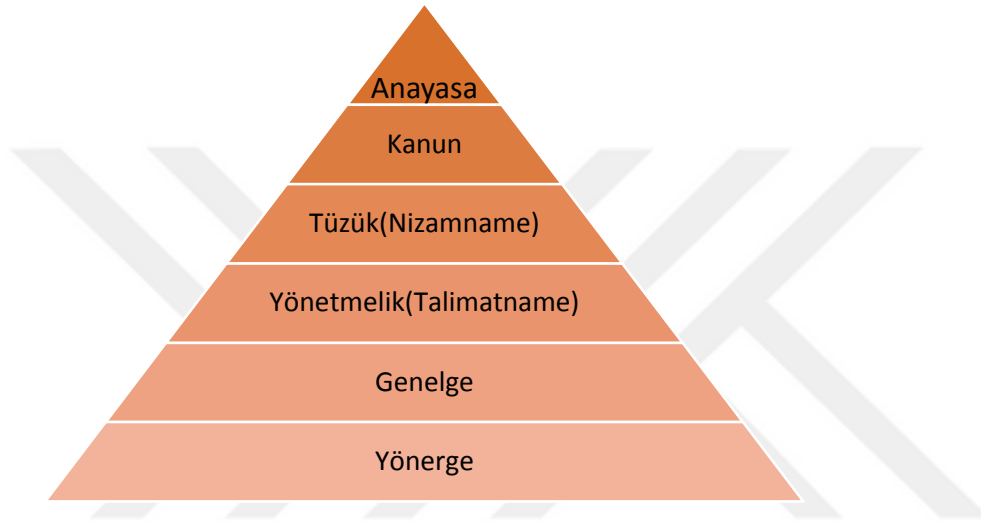 Anayasa
Kanun
Tüzük(Nizamname)
Yönetmelik(Talimatname)
Genelge
Yönerge